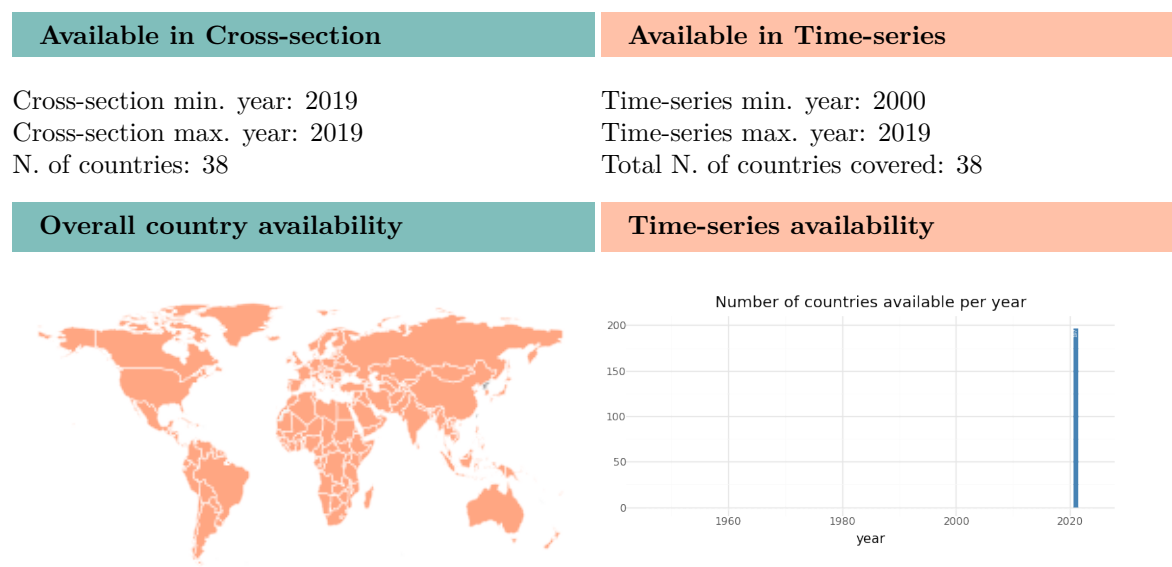 Available in Cross-section
Cross-section min. year: 2019
Cross-section max. year: 2019
N. of countries: 38
Available in Time-series
Time-series min. year: 2000
Time-series max. year: 2019
Total N. of countries covered: 38
Overall country availability
Time-series availability
Number of countries available per year
200
150
100
50
0
1960
1980
2000
2020
year